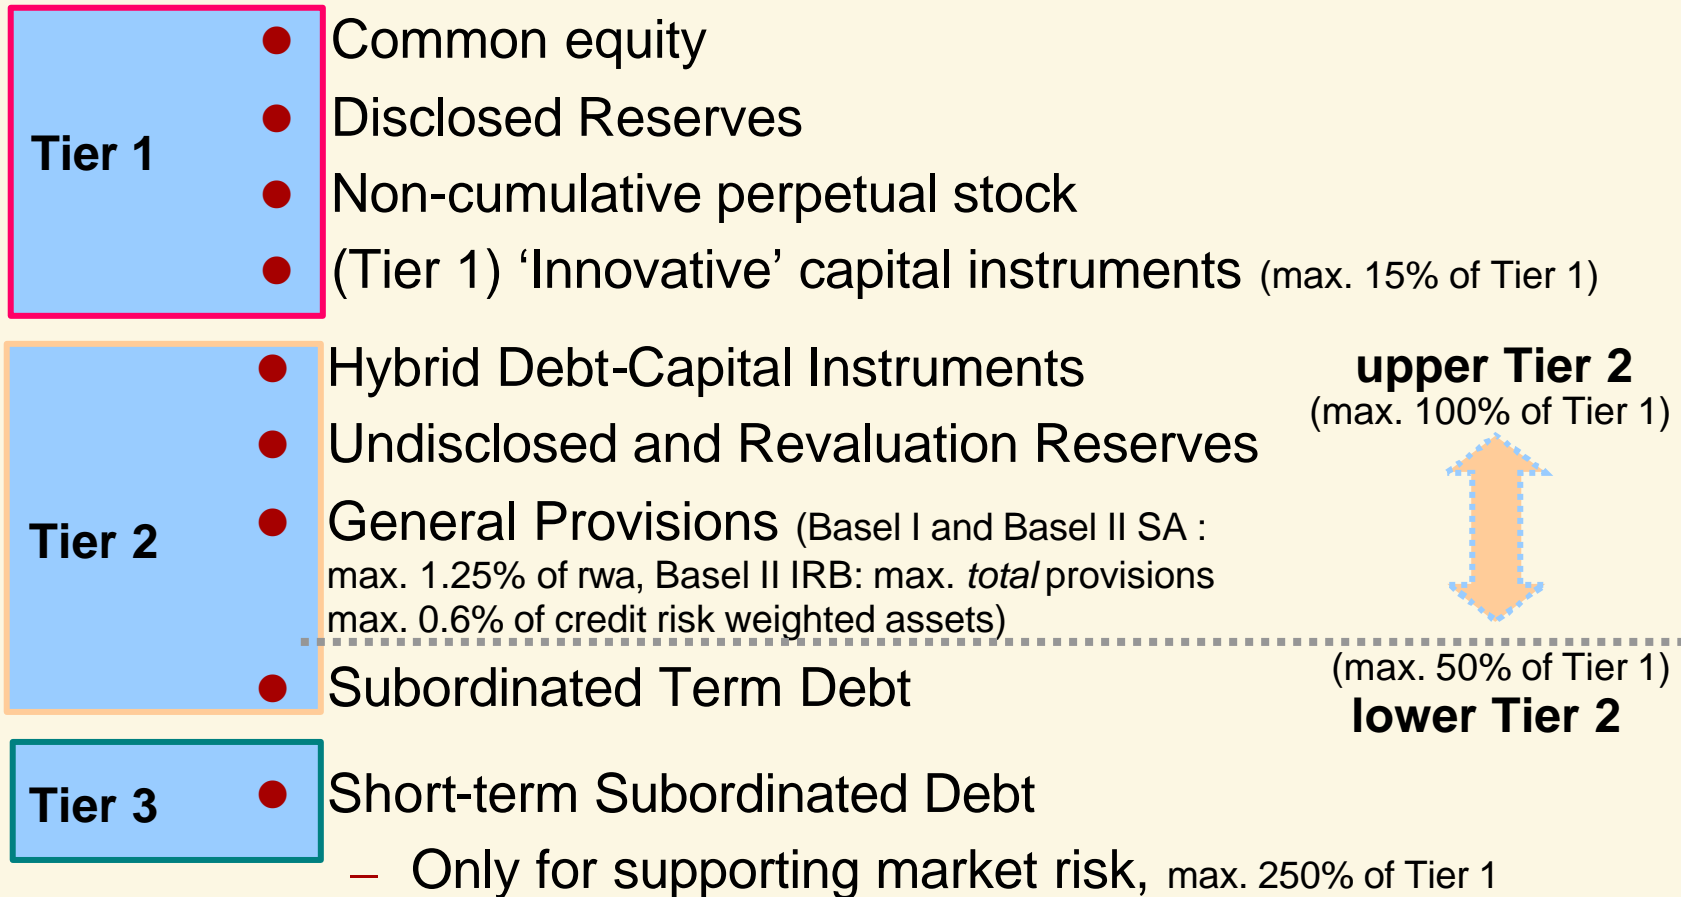 Tier 1
● Common equity
● Disclosed Reserves
● Non-cumulative perpetual stock
● (Tier 1) ‘Innovative’ capital instruments (max. 15% of Tier 1)
Tier 2
● Hybrid Debt-Capital Instruments
● Undisclosed and Revaluation Reserves
● General Provisions (Basel I and Basel II SA :
max. 1.25% of rwa, Basel II IRB: max. total provisions
max. 0.6% of credit risk weighted assets)
upper Tier 2
(max. 100% of Tier 1)
● Subordinated Term Debt
(max. 50% of Tier 1)
lower Tier 2
Tier 3
● Short-term Subordinated Debt
– Only for supporting market risk, max. 250% of Tier 1